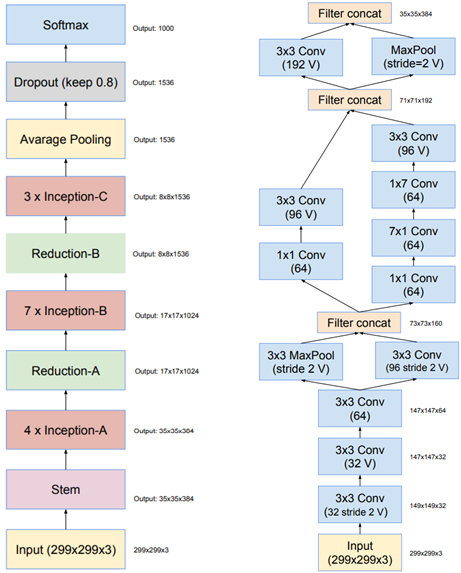 Softmax
Output: 1000
Dropout (keep 0.8)
Output: 1536
Avarage Pooling
Output: 1536
3 x Inception-C
Output: 8x8x1536
Reduction-B
Output: 8x8x1536
7 x Inception-B
Output: 17x17x1024
Reduction-A
Output: 17x17x1024
4 x Inception-A
Output: 35x35x384
Stem
Output: 35x35x384
Input (299x299x3)
299x299x3
Filter concat
35x35x384
3x3 Conv
(192 V)
MaxPool
(stride=2 V)
Filter concat
71x71x192
3x3 Conv
(96 V)
1x7 Conv
(64)
3x3 Conv
(96 V)
7x1 Conv
(64)
1x1 Conv
(64)
1x1 Conv
(64)
Filter concat
73x73x160
3x3 MaxPool
(stride 2 V)
3x3 Conv
(96 stride 2 V)
3x3 Conv
(64)
147x147x64
3x3 Conv
(32 V)
147x147x32
3x3 Conv
(32 stride 2 V)
149x149x32
Input
(299x299x3)
299x299x3